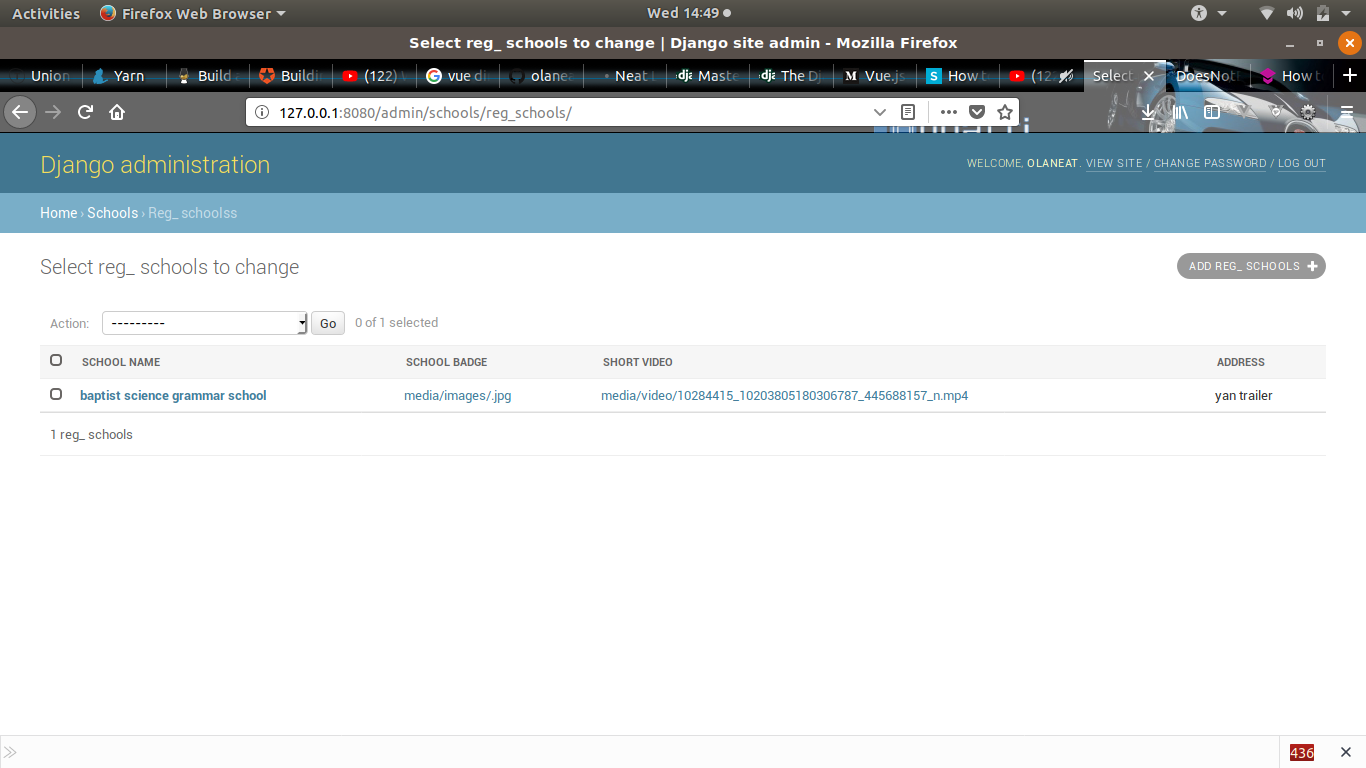 Activities Firefox Web Browser Wed 14:49
Select reg_ schools to change | Django site admin - Mozilla Firefox
Union Yarn Build Buildin (122) vue di olanea Neat Maste The Dj Vue.js How t (12 Select DoesNot How t
127.0.0.1:8080/admin/schools/reg_schools/
Django administration
WELCOME, OLANEAT. VIEW SITE / CHANGE PASSWORD / LOG OUT
Home › Schools › Reg_ schoolss
Select reg_ schools to change
ADD REG_ SCHOOLS +
Action: --------- Go 0 of 1 selected
SCHOOL NAME SCHOOL BADGE SHORT VIDEO ADDRESS
baptist science grammar school media/images/.jpg media/video/10284415_10203805180306787_445688157_n.mp4 yan trailer
1 reg_ schools
436